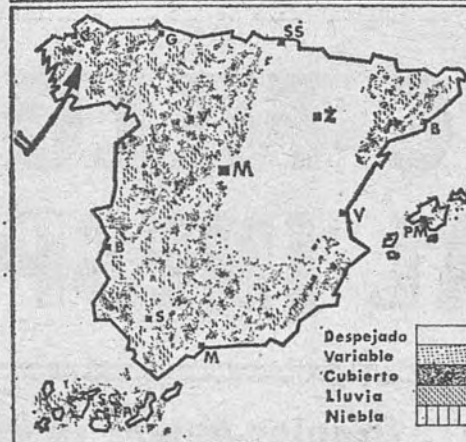 C
G
SS
V
Z
B
M
V
PM
B
S
M
SC
Despejado
Variable
Cubierto
Lluvia
Niebla